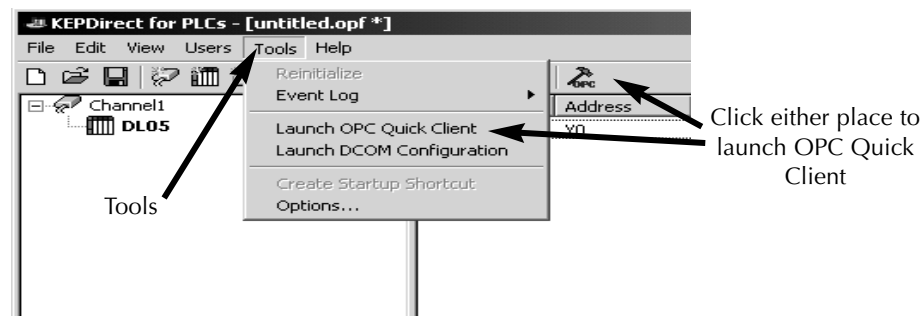 KEPDirect for PLCs - [untitled.opf *]
File Edit View Users Tools Help
OPC
Reinitialize
Event Log
Launch OPC Quick Client
Launch DCOM Configuration
Create Startup Shortcut
Options...
Channel1
DL05
Address
Y0
Tools
Click either place to
launch OPC Quick
Client